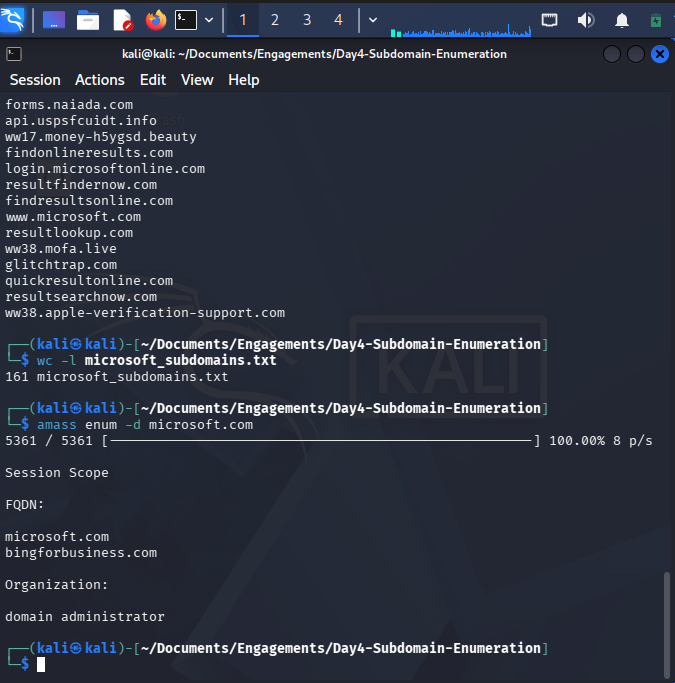 1 2 3 4
kali@kali: ~/Documents/Engagements/Day4-Subdomain-Enumeration
Session Actions Edit View Help
forms.naiada.com
api.uspsfcuidt.info
ww17.money-h5ygsd.beauty
findonlineresults.com
login.microsoftonline.com
resultfindernow.com
findresultsonline.com
www.microsoft.com
resultlookup.com
ww38.mofa.live
glitchtrap.com
quickresultonline.com
resultsearchnow.com
ww38.apple-verification-support.com
┌──(kali㉿kali)-[~/Documents/Engagements/Day4-Subdomain-Enumeration]
└─$ wc -l microsoft_subdomains.txt
161 microsoft_subdomains.txt
KALI
┌──(kali㉿kali)-[~/Documents/Engagements/Day4-Subdomain-Enumeration]
└─$ amass enum -d microsoft.com
5361 / 5361 [────────────────────────────────────────] 100.00% 8 p/s
Session Scope
FQDN:
microsoft.com
bingforbusiness.com
Organization:
domain administrator
┌──(kali㉿kali)-[~/Documents/Engagements/Day4-Subdomain-Enumeration]
└─$